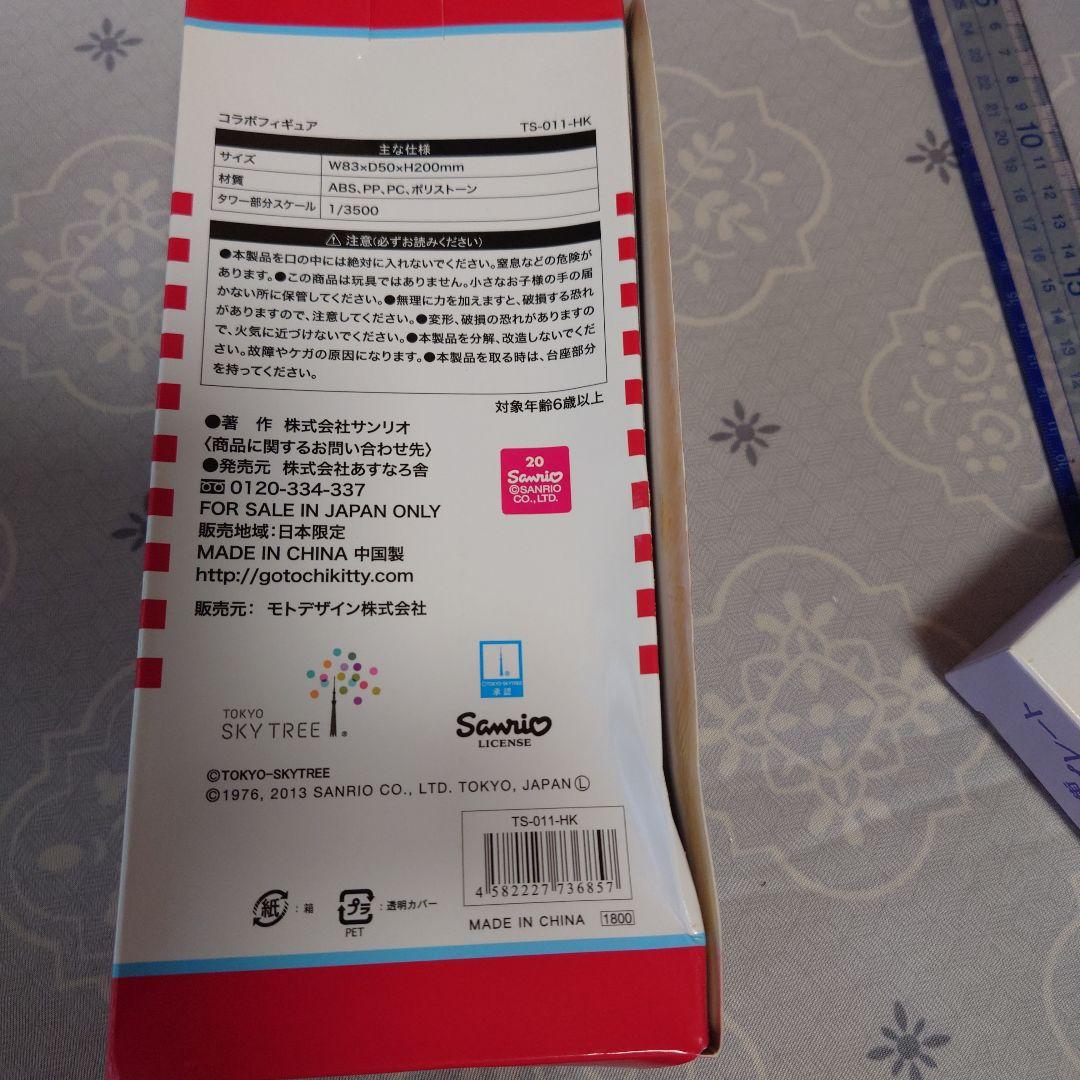 コラボフィギュア TS-011-HK
主な仕様
サイズ W83×D50×H200mm
材質 ABS、PP、PC、ポリストーン
タワー部分スケール 1/3500
⚠ 注意(必ずお読みください)
●本製品を口の中には絶対に入れないでください。窒息などの危険が
あります。●この商品は玩具ではありません。小さなお子様の手の届
かない所に保管してください。●無理に力を加えますと、破損する恐れ
がありますので、注意してください。●変形、破損の恐れがありますの
で、火気に近づけないでください。●本製品を分解、改造しないでくだ
さい。故障やケガの原因になります。●本製品を取る時は、台座部分
を持ってください。
対象年齢6歳以上
●著 作 株式会社サンリオ
〈商品に関するお問い合わせ先〉
●発売元 株式会社あすなろ舎
0120-334-337
FOR SALE IN JAPAN ONLY
販売地域:日本限定
MADE IN CHINA 中国製
http://gotochikitty.com
販売元: モトデザイン株式会社
20
Sanrio
©SANRIO
CO., LTD.
TOKYO
SKY TREE®
©TOKYO-SKYTREE
承認
Sanrio
LICENSE
©TOKYO-SKYTREE
©1976, 2013 SANRIO CO., LTD. TOKYO, JAPAN Ⓛ
TS-011-HK
4 582227 736857
紙 : 箱
プラ : 透明カバー
PET
MADE IN CHINA 1800